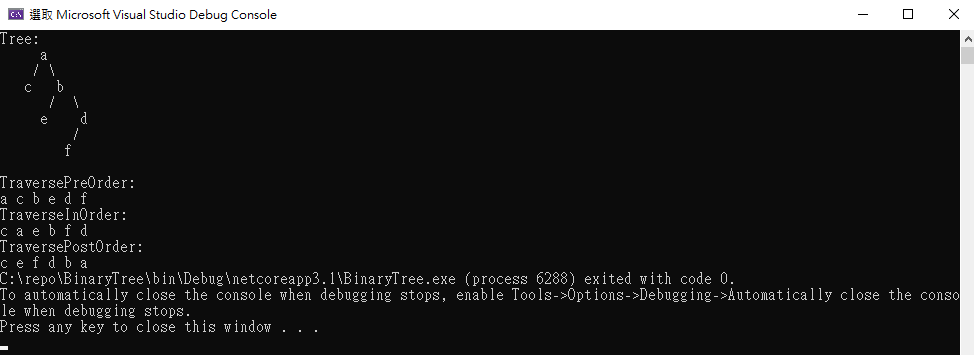 選取 Microsoft Visual Studio Debug Console
Tree:
     a
    / \
   c   b
      /  \
     e    d
         /
        f
TraversePreOrder:
a c b e d f
TraverseInOrder:
c a e b f d
TraversePostOrder:
c e f d b a
C:\repo\BinaryTree\bin\Debug\netcoreapp3.1\BinaryTree.exe (process 6288) exited with code 0.
To automatically close the console when debugging stops, enable Tools->Options->Debugging->Automatically close the conso
le when debugging stops.
Press any key to close this window . . .